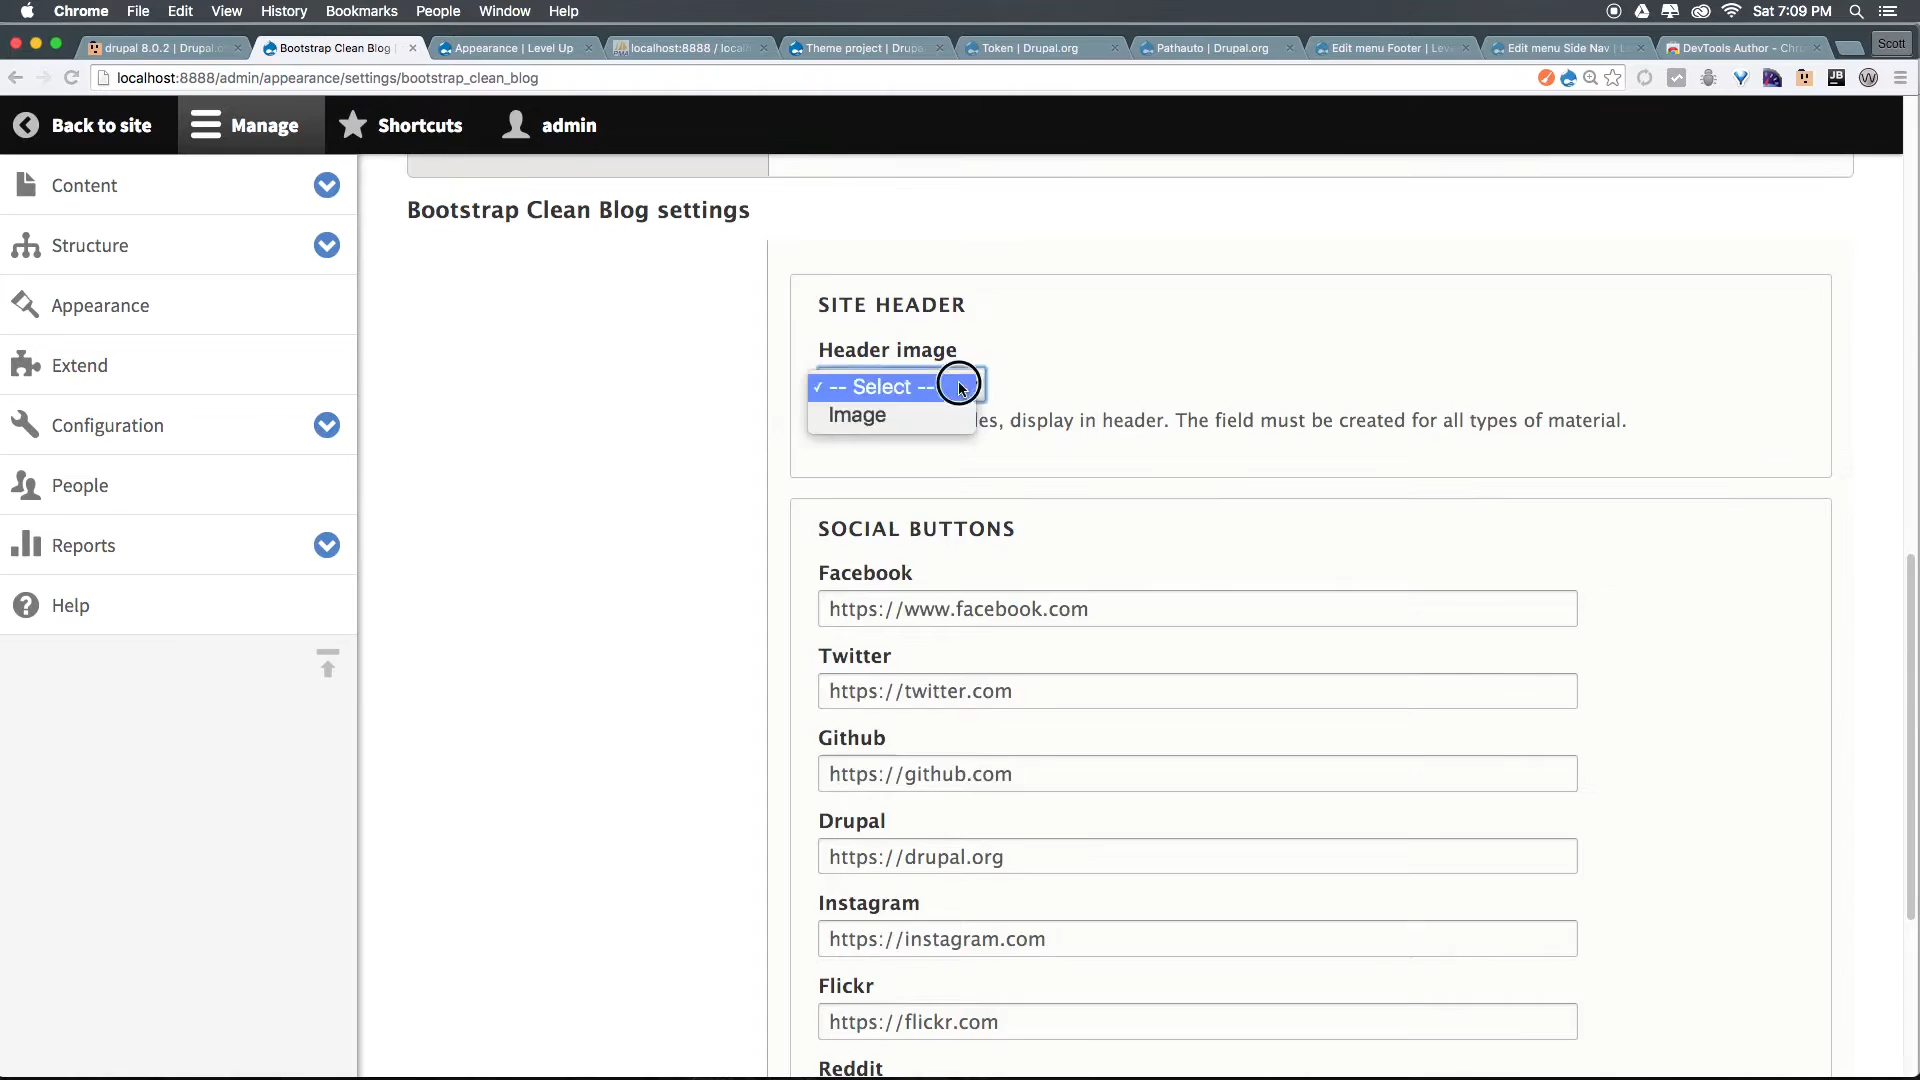 Chrome File Edit View History Bookmarks People Window Help Sat 7:09 PM
drupal 8.0.2 | Drupal.o Bootstrap Clean Blog | Appearance | Level Up localhost:8888 / local Theme project | Drupa Token | Drupal.org Pathauto | Drupal.org Edit menu Footer | Lev Edit menu Side Nav | L DevTools Author - Chr Scott
localhost:8888/admin/appearance/settings/bootstrap_clean_blog JB W
Back to site Manage Shortcuts admin
Content
Structure
Appearance
Extend
Configuration
People
Reports
Help
Bootstrap Clean Blog settings
SITE HEADER
Header image
✓ -- Select --
Image
les, display in header. The field must be created for all types of material.
SOCIAL BUTTONS
Facebook
https://www.facebook.com
Twitter
https://twitter.com
Github
https://github.com
Drupal
https://drupal.org
Instagram
https://instagram.com
Flickr
https://flickr.com
Reddit